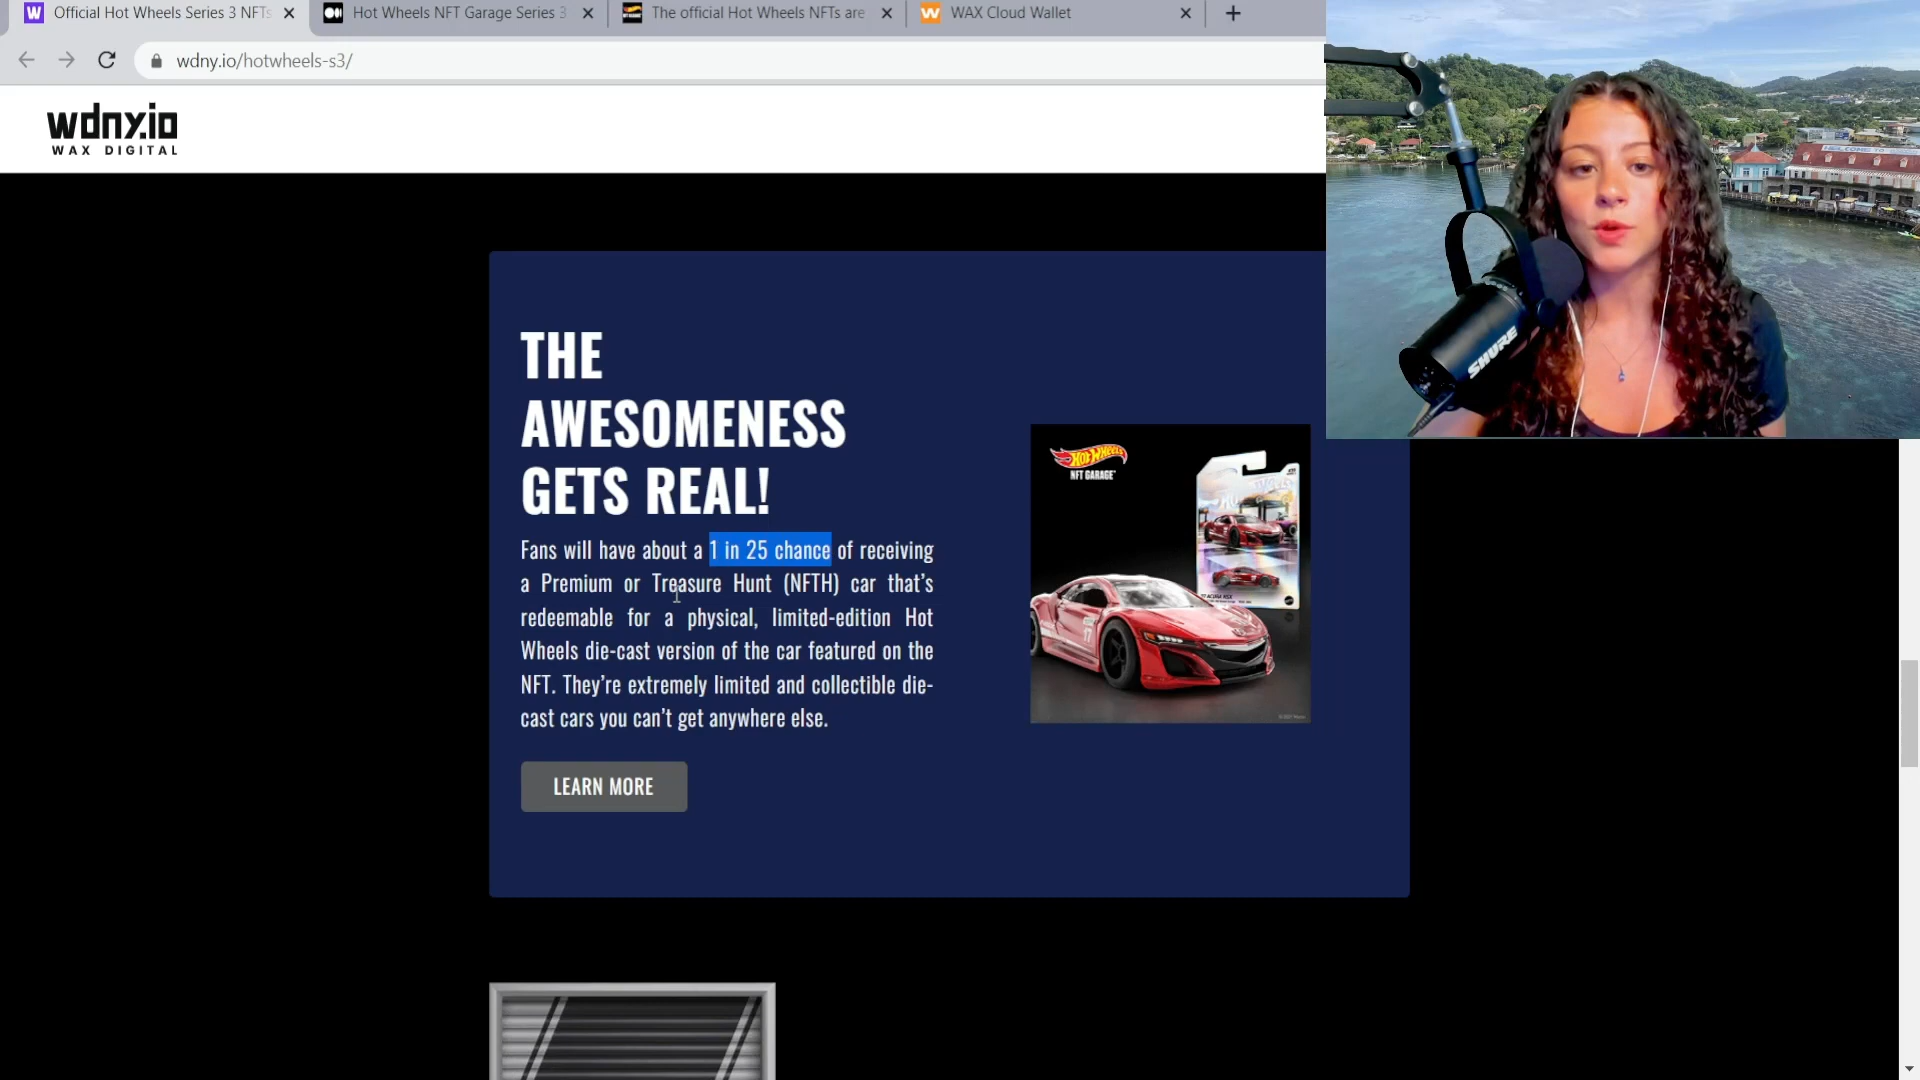 Official Hot Wheels Series 3 NFTs
Hot Wheels NFT Garage Series 3
The official Hot Wheels NFTs are
WAX Cloud Wallet
wdny.io/hotwheels-s3/
wdny.io
WAX DIGITAL
THE
AWESOMENESS
GETS REAL!
Fans will have about a 1 in 25 chance of receiving
a Premium or Treasure Hunt (NFTH) car that's
redeemable for a physical, limited-edition Hot
Wheels die-cast version of the car featured on the
NFT. They're extremely limited and collectible die-
cast cars you can't get anywhere else.
LEARN MORE
Hot Wheels
NFT GARAGE
17
SHURE